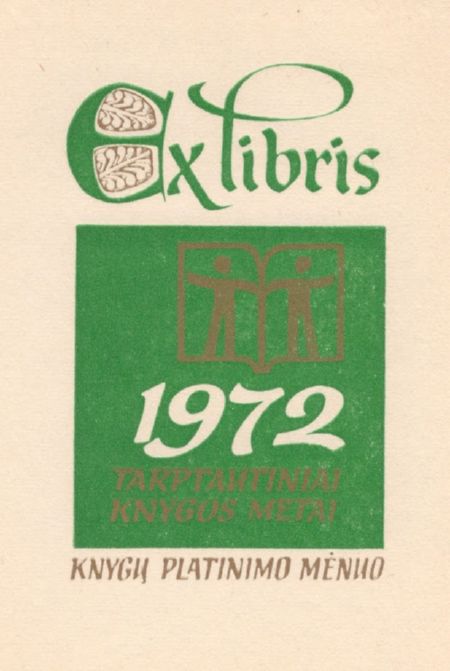 Ex libris
1972
TARPTAUTINIAI
KNYGOS METAI
KNYGŲ PLATINIMO MĖNUO